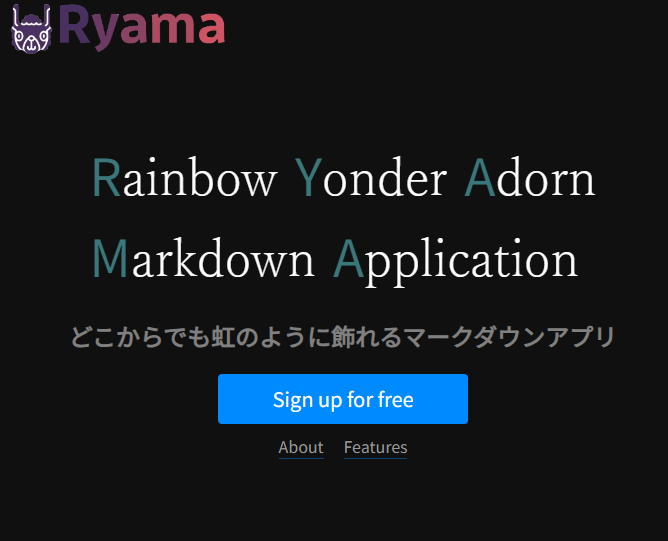 Ryama
Rainbow Yonder Adorn
Markdown Application
どこからでも虹のように飾れるマークダウンアプリ
Sign up for free
About Features